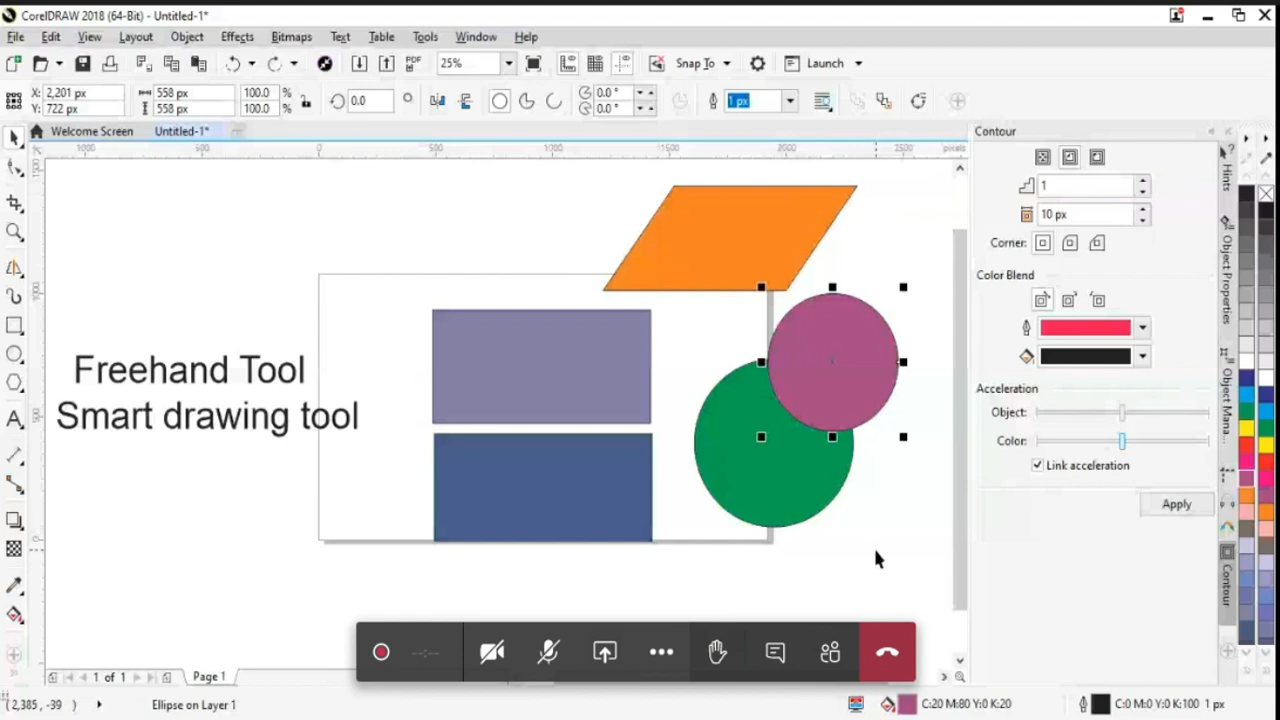 CorelDRAW 2018 (64-Bit) - Untitled-1*
File Edit View Layout Object Effects Bitmaps Text Table Tools Window Help
PDF 25% Snap To Launch
X: 2,201 px 558 px 100.0 % 0.0 ° 0.0 ° 1 px
Y: 722 px 558 px 100.0 % 0.0 °
Welcome Screen Untitled-1* Contour
1000 500 0 500 1000 1500 2000 2500 pixels
Hints
1
10 px
Corner:
Object Properties
Color Blend
Freehand Tool
Smart drawing tool
Object Mana...
Acceleration
Object:
Color:
Link acceleration
Apply
Contour
1 of 1 Page 1
( 2,385, -39 ) Ellipse on Layer 1 C:20 M:80 Y:0 K:20 C:0 M:0 Y:0 K:100 1 px